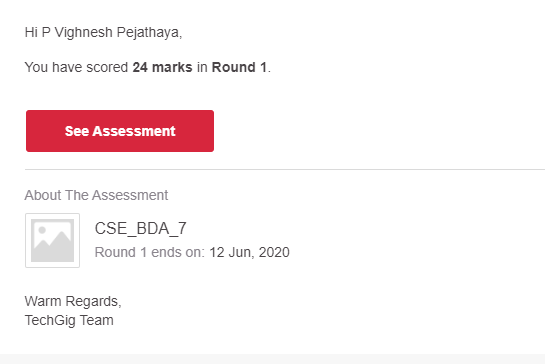 Hi P Vighnesh Pejathaya,
You have scored 24 marks in Round 1.
See Assessment
About The Assessment
CSE_BDA_7
Round 1 ends on: 12 Jun, 2020
Warm Regards,
TechGig Team